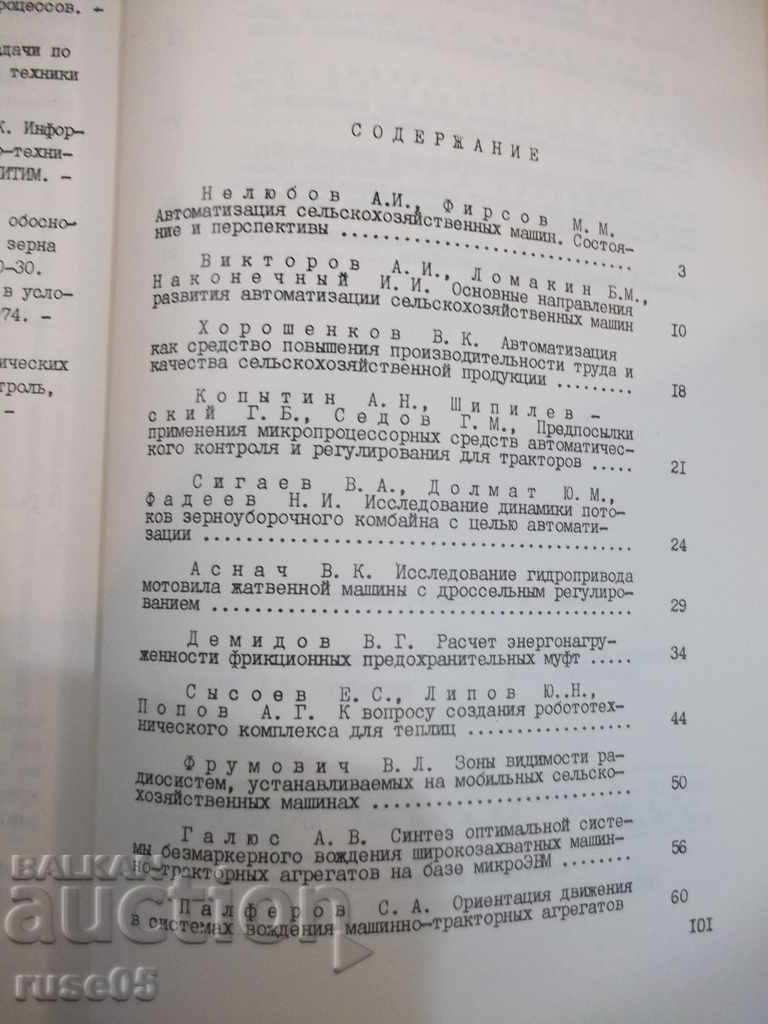 роцессов. -
дачи по
техники
К. Инфор-
о-техни-
ИТИМ. -
обосно-
зерна
0-30.
в усло-
974. -
ических
троль,
-
СОДЕРЖАНИЕ
Нелюбов А.И., Фирсов М.М.
Автоматизация сельскохозяйственных машин. Состоя-
ние и перспективы ........ 3
Викторов А.И., Ломакин Б.М.,
Наконечный И.И. Основные направления
развития автоматизации сельскохозяйственных машин 10
Хорошенков В.К. Автоматизация
как средство повышения производительности труда и
качества сельскохозяйственной продукции ........ 18
Копытин А.Н., Шипилев-
ский Г.Б., Седов Г.М., Предпосылки
применения микропроцессорных средств автоматичес-
кого контроля и регулирования для тракторов ..... 21
Сигаев В.А., Долмат Ю.М.,
Фадеев Н.И. Исследование динамики пото-
ков зерноуборочного комбайна с целью автомати-
зации ........ 24
Аснач В.К. Исследование гидропривода
мотовила жатвенной машины с дроссельным регулиро-
ванием ........ 29
Демидов В.Г. Расчет энергонагру-
женности фрикционных предохранительных муфт ..... 34
Сысоев Е.С., Липов Ю.Н.,
Попов А.Г. К вопросу создания робототех-
нического комплекса для теплиц ........ 44
Фрумович В.Л. Зоны видимости ра-
диосистем, устанавливаемых на мобильных сельско-
хозяйственных машинах ........ 50
Галюс А.В. Синтез оптимальной систе-
мы безмаркерного вождения широкозахватных машин-
но-тракторных агрегатов на базе микроЭВМ ........ 56
Палферов С.А. Ориентация движения
в системах вождения машинно-тракторных агрегатов 60
101
BALKAN
auction
ruse05